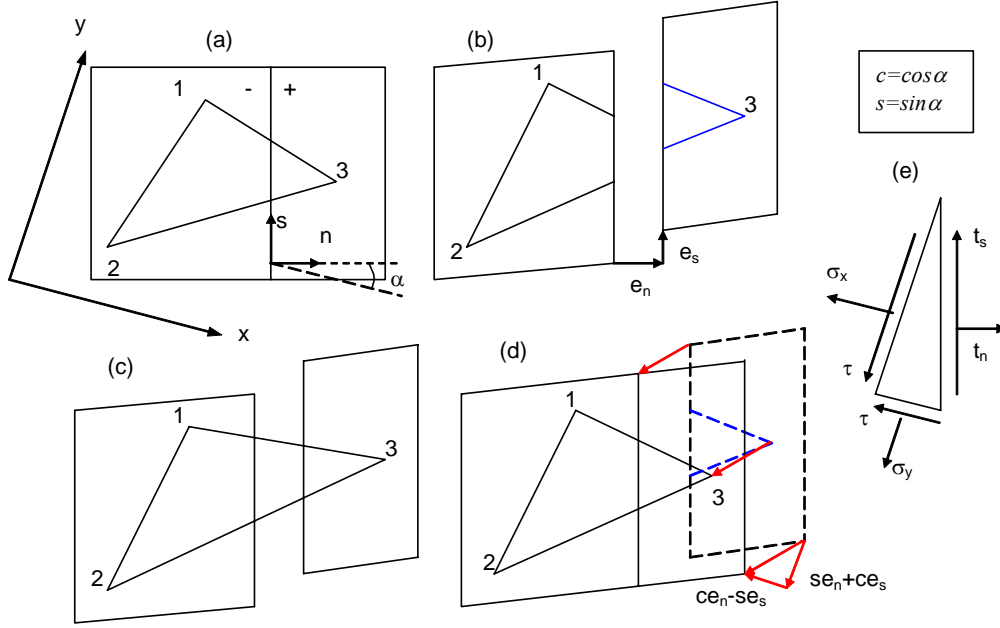 y
(a)
1
-
+
3
s
n
2
α
x
(b)
1
3
2
e_s
e_n
c=cosα
s=sinα
(e)
t_s
σ_x
t_n
τ
τ
σ_y
(c)
1
3
2
(d)
1
3
2
se_n+ce_s
ce_n-se_s